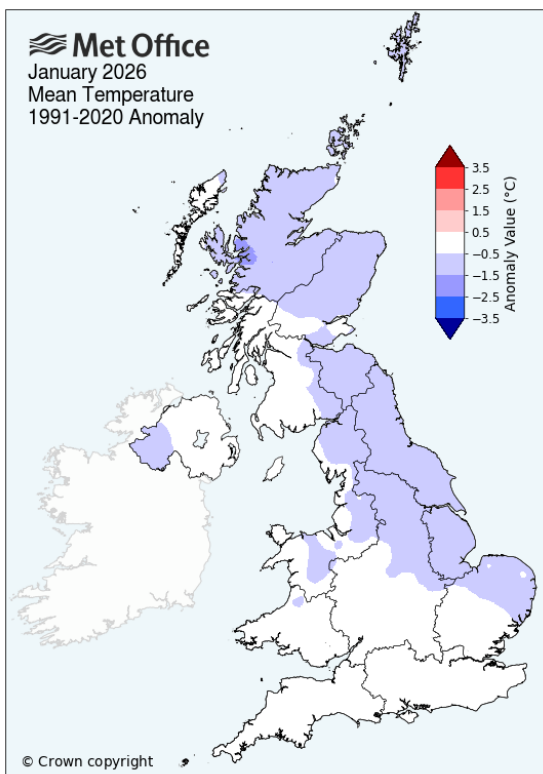 Met Office
January 2026
Mean Temperature
1991-2020 Anomaly
3.5
2.5
1.5
0.5
−0.5
−1.5
−2.5
−3.5
Anomaly Value (°C)
© Crown copyright